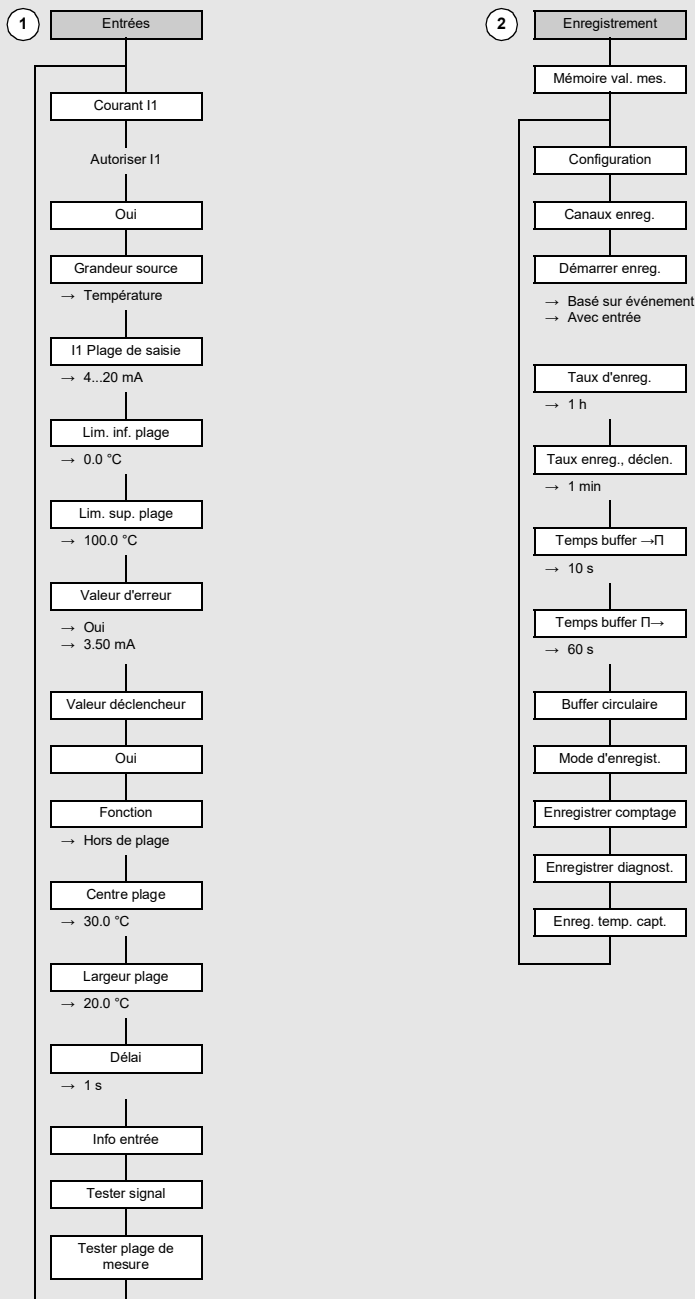 1
Entrées
Courant I1
Autoriser I1
Oui
Grandeur source
→ Température
I1 Plage de saisie
→ 4...20 mA
Lim. inf. plage
→ 0.0 °C
Lim. sup. plage
→ 100.0 °C
Valeur d'erreur
→ Oui
→ 3.50 mA
Valeur déclencheur
Oui
Fonction
→ Hors de plage
Centre plage
→ 30.0 °C
Largeur plage
→ 20.0 °C
Délai
→ 1 s
Info entrée
Tester signal
Tester plage de
mesure
2
Enregistrement
Mémoire val. mes.
Configuration
Canaux enreg.
Démarrer enreg.
→ Basé sur événement
→ Avec entrée
Taux d'enreg.
→ 1 h
Taux enreg., déclen.
→ 1 min
Temps buffer →Π
→ 10 s
Temps buffer Π→
→ 60 s
Buffer circulaire
Mode d'enregist.
Enregistrer comptage
Enregistrer diagnost.
Enreg. temp. capt.